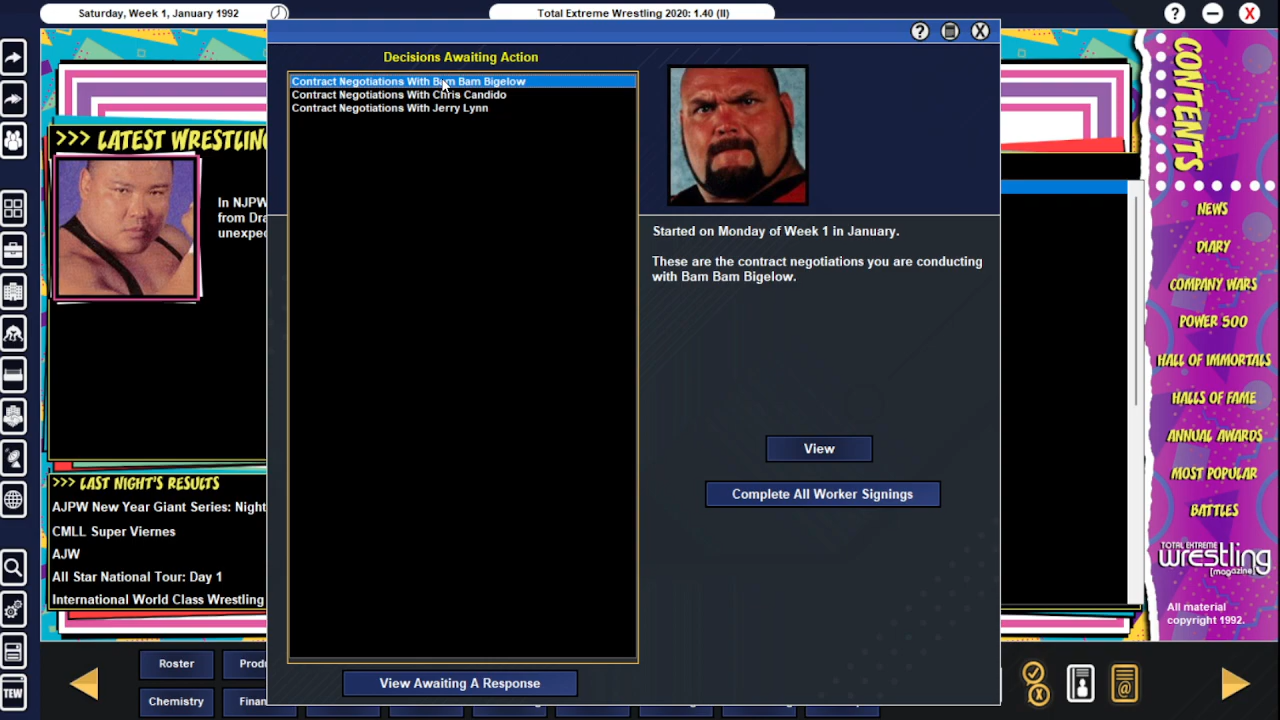 Saturday, Week 1, January 1992
Total Extreme Wrestling 2020: 1.40 (II)
?
X
? X
Decisions Awaiting Action
Contract Negotiations With Bam Bam Bigelow
Contract Negotiations With Chris Candido
Contract Negotiations With Jerry Lynn
Started on Monday of Week 1 in January.
These are the contract negotiations you are conducting
with Bam Bam Bigelow.
View
Complete All Worker Signings
View Awaiting A Response
>>> LATEST WRESTLING
In NJPW
from Dra
unexpec
>>> LAST NIGHT'S RESULTS
AJPW New Year Giant Series: Night
CMLL Super Viernes
AJW
All Star National Tour: Day 1
International World Class Wrestling
CONTENTS
NEWS
DIARY
COMPANY WARS
POWER 500
HALL OF IMMORTALS
HALLS OF FAME
ANNUAL AWARDS
MOST POPULAR
BATTLES
TOTAL EXTREME
wrestling
[magazine]
All material
copyright 1992.
TEW
Roster
Produ
Chemistry
Finan